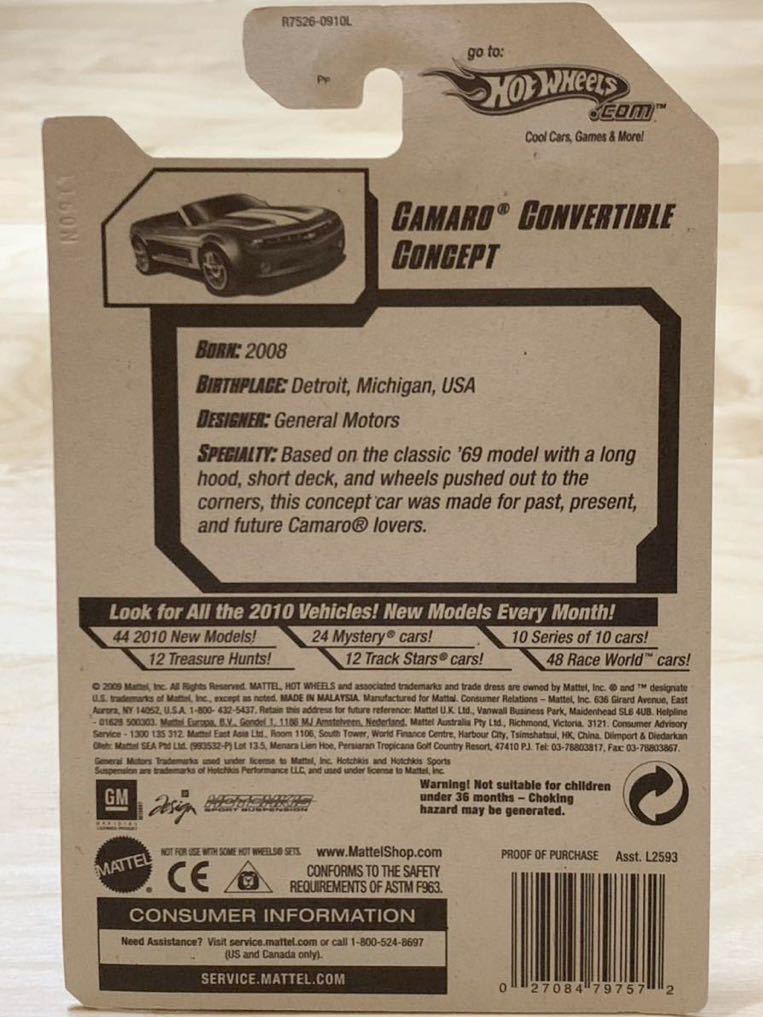 R7526-0910L
go to:
PP
HOT WHEELS
.COM™
Cool Cars, Games & More!
CAMARO® CONVERTIBLE
CONCEPT
BORN: 2008
BIRTHPLACE: Detroit, Michigan, USA
DESIGNER: General Motors
SPECIALTY: Based on the classic '69 model with a long
hood, short deck, and wheels pushed out to the
corners, this concept car was made for past, present,
and future Camaro® lovers.
Look for All the 2010 Vehicles! New Models Every Month!
44 2010 New Models! 24 Mystery® cars! 10 Series of 10 cars!
12 Treasure Hunts! 12 Track Stars® cars! 48 Race World™ cars!
© 2009 Mattel, Inc. All Rights Reserved. MATTEL, HOT WHEELS and associated trademarks and trade dress are owned by Mattel, Inc. ® and ™ designate
U.S. trademarks of Mattel, Inc., except as noted. MADE IN MALAYSIA. Manufactured for Mattel. Consumer Relations – Mattel, Inc. 636 Girard Avenue, East
Aurora, NY 14052, U.S.A. 1-800- 432-5437. Retain this address for future reference: Mattel U.K. Ltd., Vanwall Business Park, Maidenhead SL6 4UB. Helpline
- 01628 500303. Mattel Europa, B.V., Gondel 1, 1186 MJ Amstelveen, Nederland. Mattel Australia Pty Ltd., Richmond, Victoria. 3121. Consumer Advisory
Service - 1300 135 312. Mattel East Asia Ltd., Room 1106, South Tower, World Finance Centre, Harbour City, Tsimshatsui, HK, China. Diimport & Diedarkan
Oleh: Mattel SEA Ptd Ltd. (993532-P) Lot 13.5, Menara Lien Hoe, Persiaran Tropicana Golf Country Resort, 47410 PJ. Tel: 03-78803817, Fax: 03-78803867.
General Motors Trademarks used under license to Mattel, Inc. Hotchkis and Hotchkis Sports
Suspension are trademarks of Hotchkis Performance LLC, and used under license to Mattel, Inc.
GM
Design
HOTCHKIS
SPORT SUSPENSION
Warning! Not suitable for children
under 36 months – Choking
hazard may be generated.
MATTEL
NOT FOR USE WITH SOME HOT WHEELS® SETS. www.MattelShop.com
PROOF OF PURCHASE Asst. L2593
CE
CONFORMS TO THE SAFETY
REQUIREMENTS OF ASTM F963.
CONSUMER INFORMATION
Need Assistance? Visit service.mattel.com or call 1-800-524-8697
(US and Canada only).
SERVICE.MATTEL.COM
0 27084 79757 2